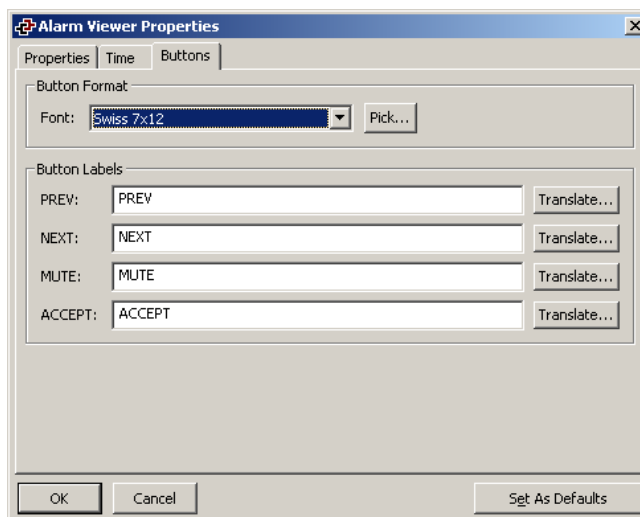 Alarm Viewer Properties
Properties Time Buttons
Button Format
Font: Swiss 7x12 Pick...
Button Labels
PREV: PREV Translate...
NEXT: NEXT Translate...
MUTE: MUTE Translate...
ACCEPT: ACCEPT Translate...
OK Cancel Set As Defaults